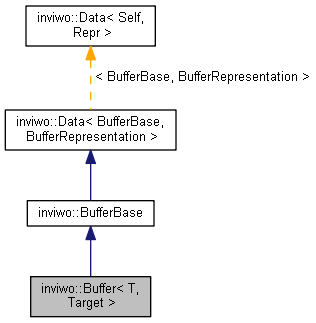 inviwo::Data< Self,
Repr >
< BufferBase, BufferRepresentation >
inviwo::Data< BufferBase,
BufferRepresentation >
inviwo::BufferBase
inviwo::Buffer< T,
Target >